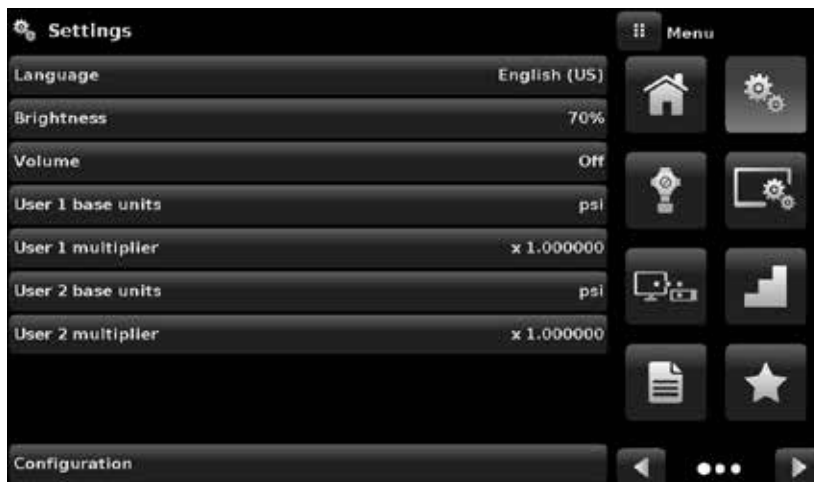 Settings
Menu
Language English (US)
Brightness 70%
Volume Off
User 1 base units psi
User 1 multiplier x 1.000000
User 2 base units psi
User 2 multiplier x 1.000000
Configuration